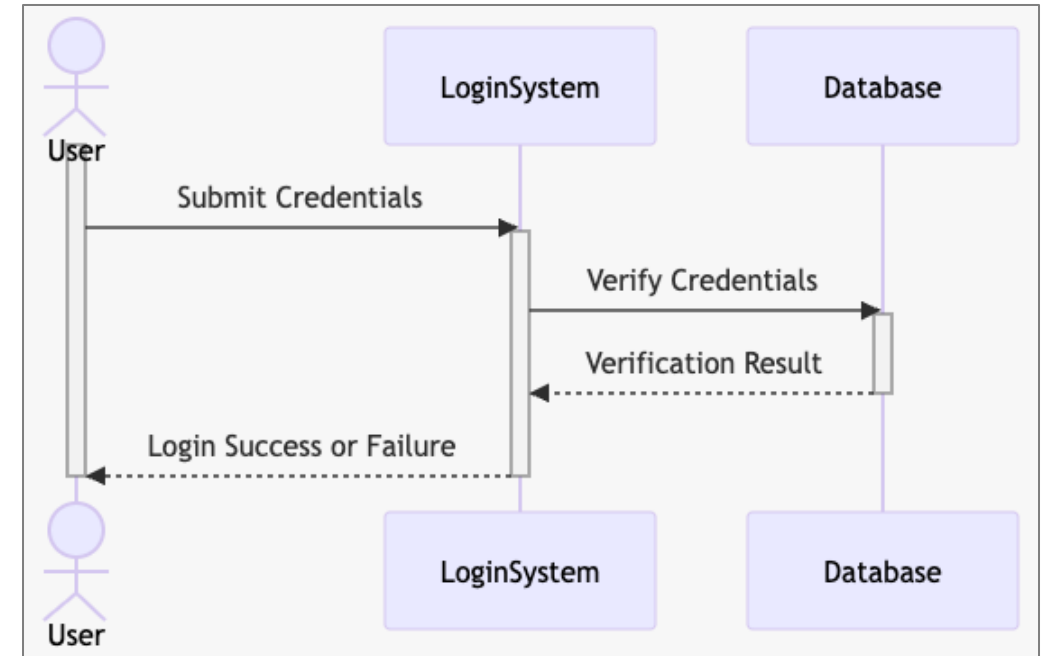 User
LoginSystem
Database
Submit Credentials
Verify Credentials
Verification Result
Login Success or Failure
User
LoginSystem
Database